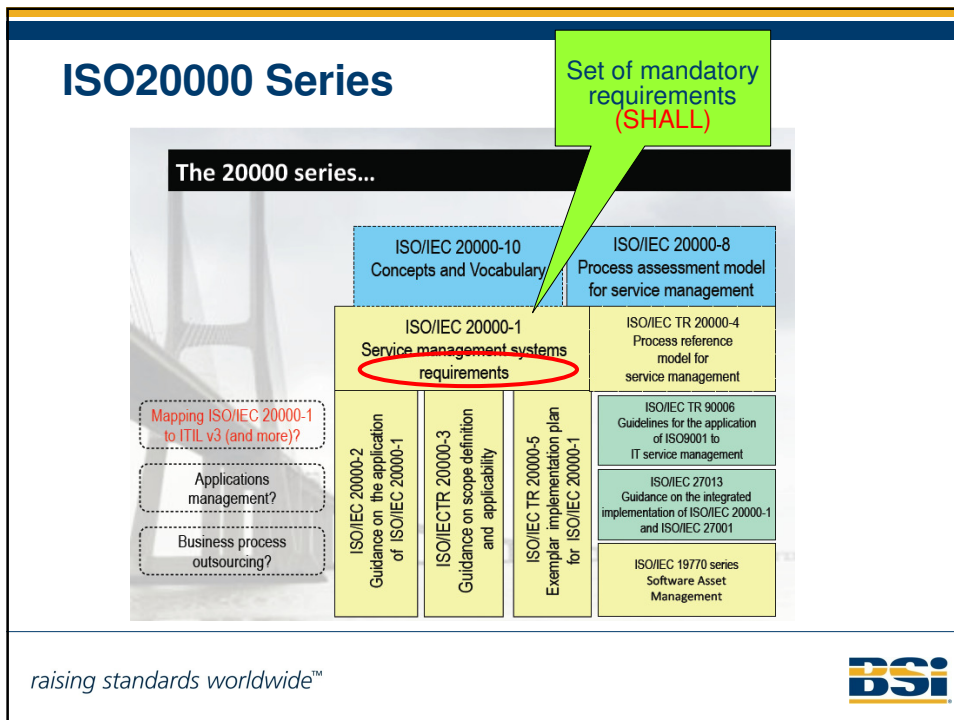 ISO20000 Series
Set of mandatory
requirements
(SHALL)
The 20000 series...
ISO/IEC 20000-10
Concepts and Vocabulary
ISO/IEC 20000-8
Process assessment model
for service management
ISO/IEC 20000-1
Service management systems
requirements
ISO/IEC TR 20000-4
Process reference
model for
service management
Mapping ISO/IEC 20000-1
to ITIL v3 (and more)?
Applications
management?
Business process
outsourcing?
ISO/IEC 20000-2
Guidance on the application
of ISO/IEC 20000-1
ISO/IECTR 20000-3
Guidance on scope definition
and applicability
ISO/IEC TR 20000-5
Exemplar implementation plan
for ISO/IEC 20000-1
ISO/IEC TR 90006
Guidelines for the application
of ISO9001 to
IT service management
ISO/IEC 27013
Guidance on the integrated
implementation of ISO/IEC 20000-1
and ISO/IEC 27001
ISO/IEC 19770 series
Software Asset
Management
raising standards worldwide™
BSi